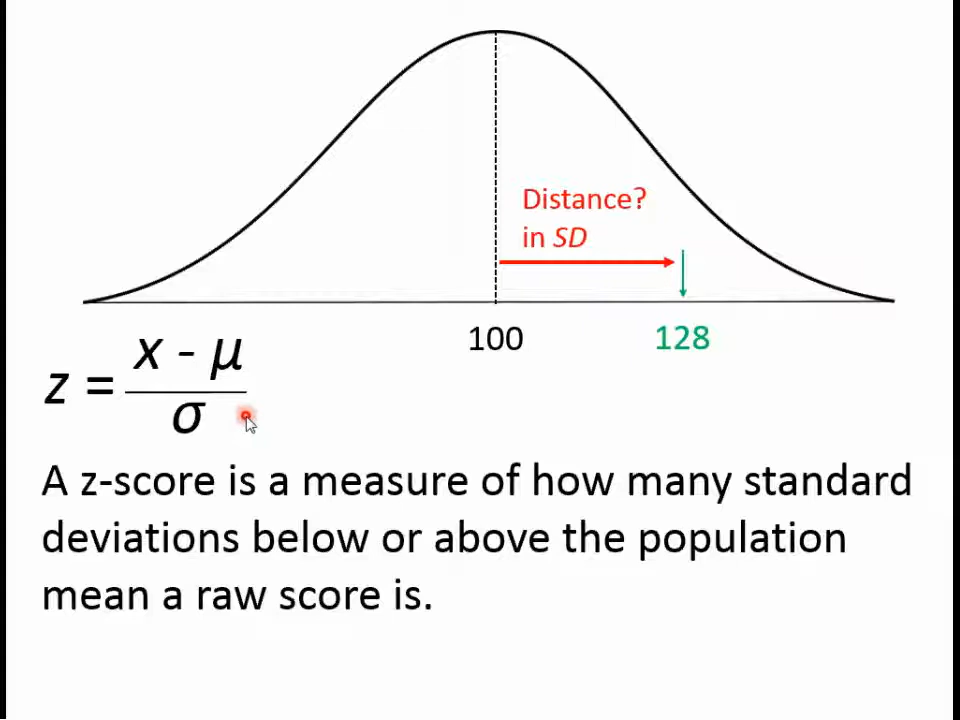 Distance?
in SD
100
128
z = x - μ
σ
A z-score is a measure of how many standard
deviations below or above the population
mean a raw score is.